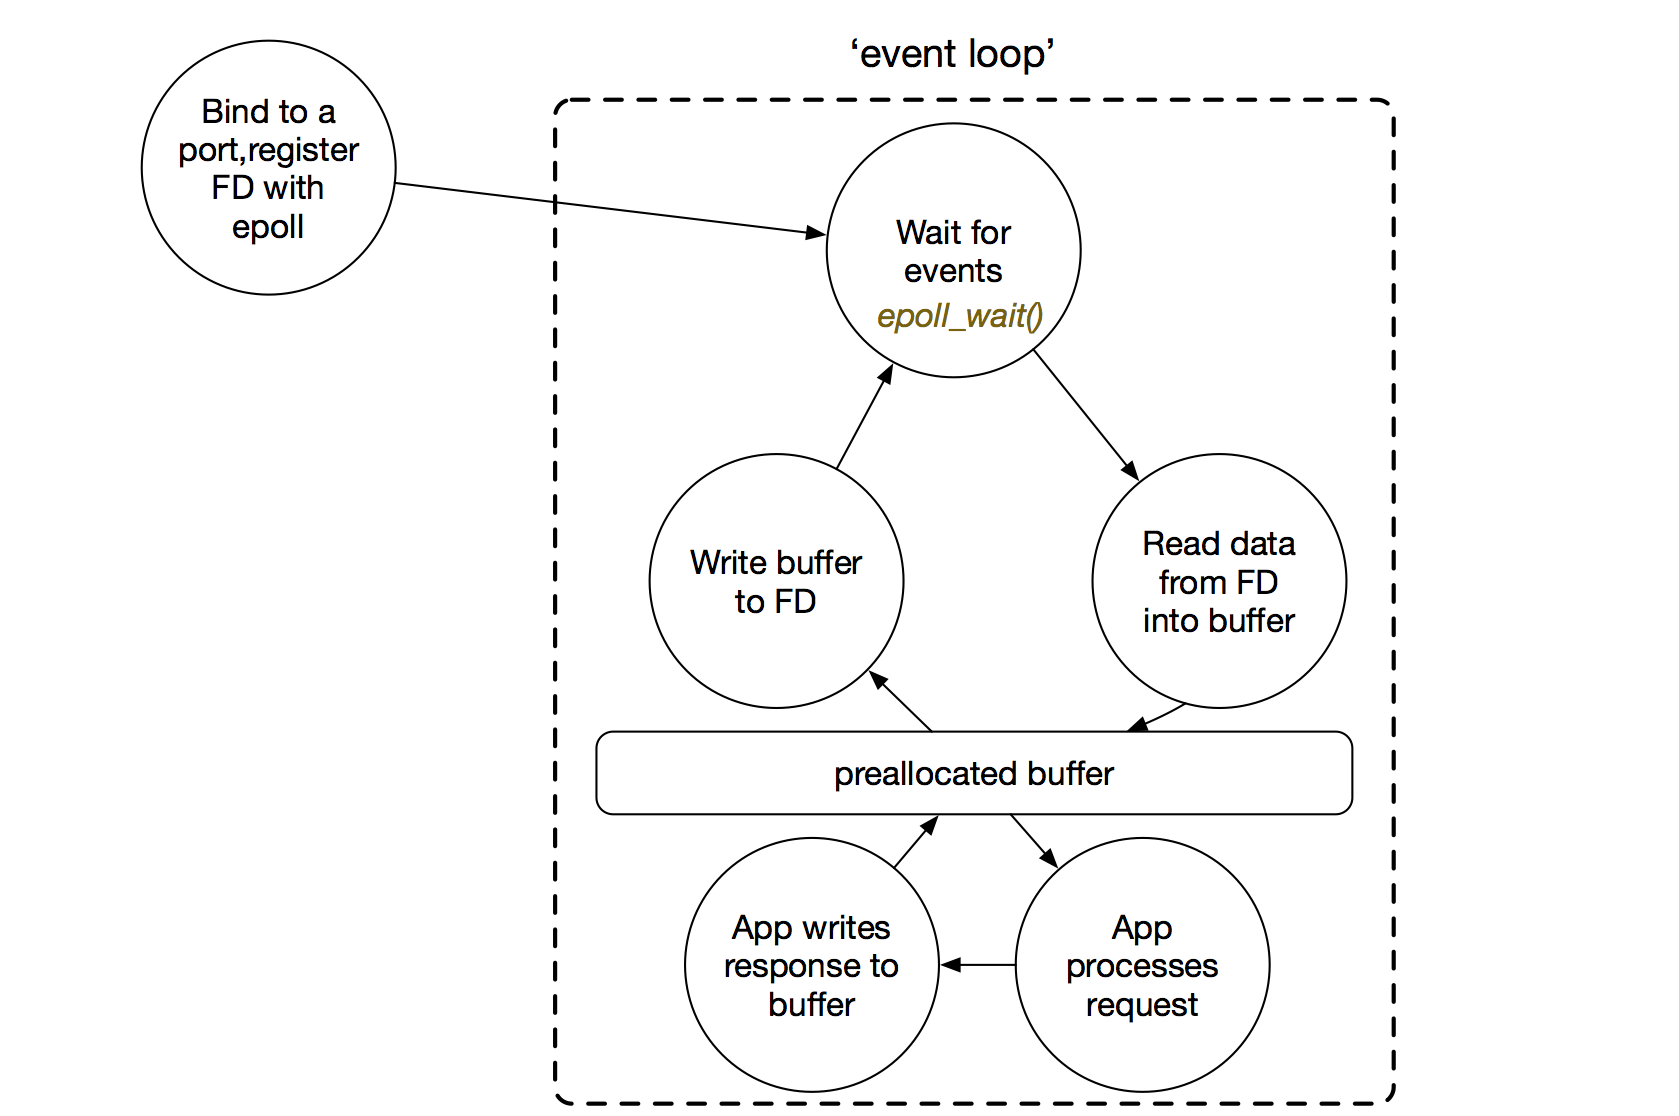 ‘event loop’
Bind to a
port,register
FD with
epoll
Wait for
events
epoll_wait()
Write buffer
to FD
Read data
from FD
into buffer
preallocated buffer
App writes
response to
buffer
App
processes
request